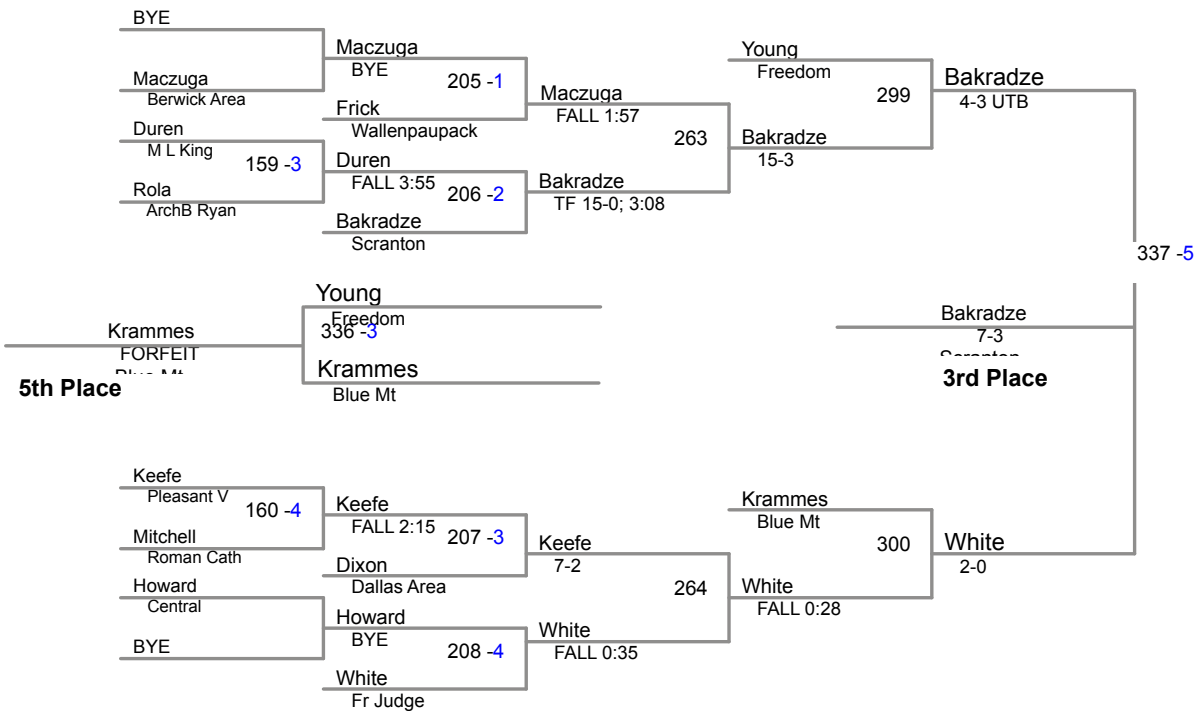 BYE
Maczuga
Berwick Area
Duren
M L King
159 -3
Rola
ArchB Ryan
Maczuga
BYE
205 -1
Frick
Wallenpaupack
Duren
FALL 3:55
206 -2
Bakradze
Scranton
Maczuga
FALL 1:57
263
Bakradze
TF 15-0; 3:08
Young
Freedom
299
Bakradze
15-3
Bakradze
4-3 UTB
337 -5
Young
Freedom
336 -3
Krammes
FORFEIT
Blue Mt
5th Place
Krammes
Blue Mt
Bakradze
7-3
Scranton
3rd Place
Keefe
Pleasant V
160 -4
Mitchell
Roman Cath
Howard
Central
BYE
Keefe
FALL 2:15
207 -3
Dixon
Dallas Area
Howard
BYE
208 -4
White
Fr Judge
Keefe
7-2
264
White
FALL 0:35
Krammes
Blue Mt
300
White
FALL 0:28
White
2-0